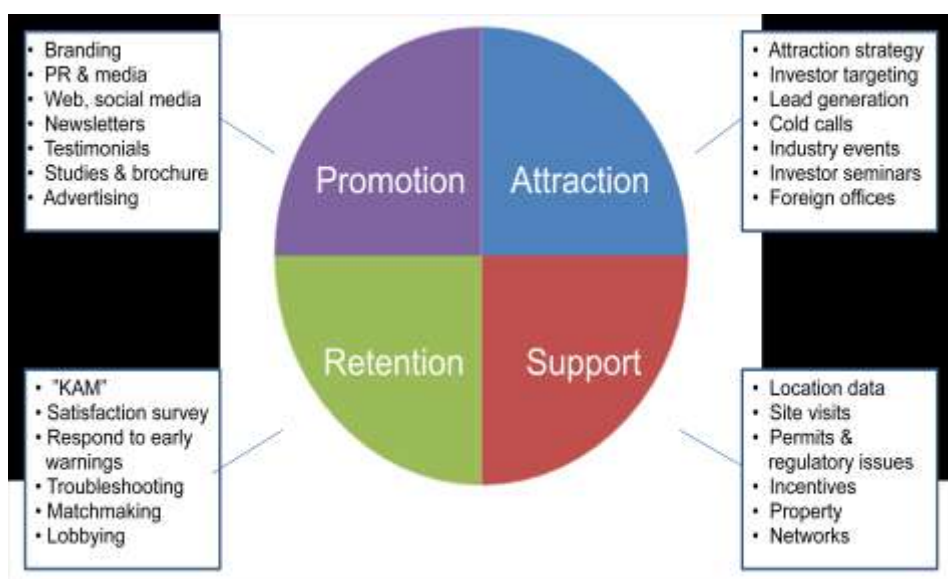 • Branding
• PR & media
• Web, social media
• Newsletters
• Testimonials
• Studies & brochure
• Advertising
• Attraction strategy
• Investor targeting
• Lead generation
• Cold calls
• Industry events
• Investor seminars
• Foreign offices
Promotion
Attraction
Retention
Support
• "KAM"
• Satisfaction survey
• Respond to early
warnings
• Troubleshooting
• Matchmaking
• Lobbying
• Location data
• Site visits
• Permits &
regulatory issues
• Incentives
• Property
• Networks